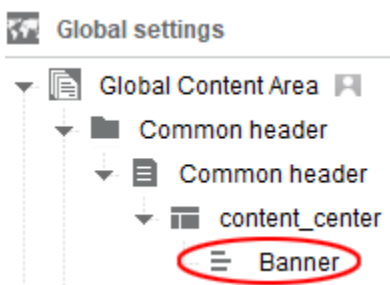 Global settings
Global Content Area
Common header
Common header
content_center
Banner